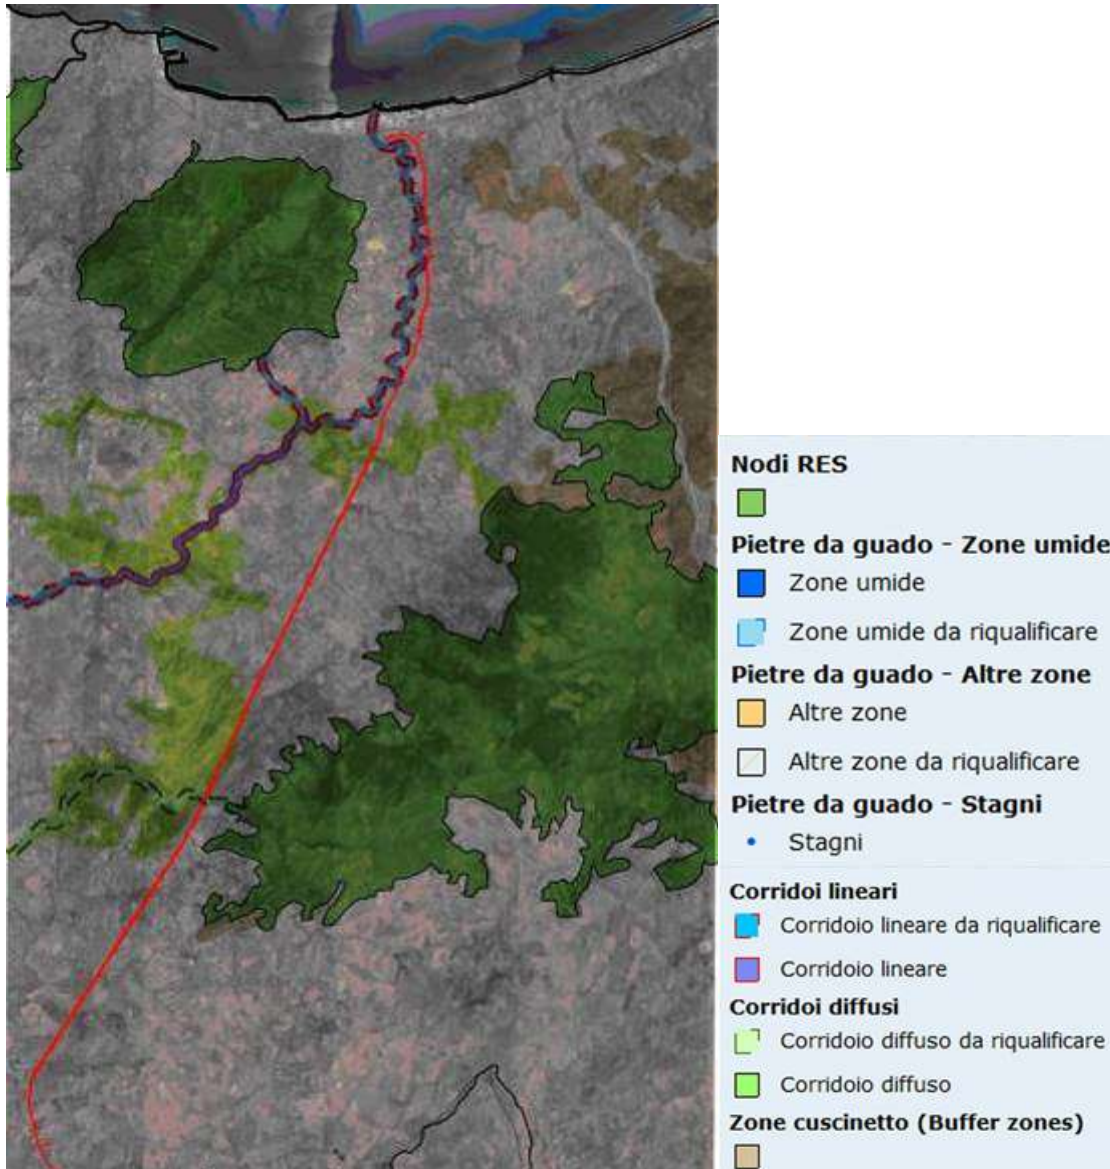 Nodi RES
Pietre da guado - Zone umide
Zone umide
Zone umide da riqualificare
Pietre da guado - Altre zone
Altre zone
Altre zone da riqualificare
Pietre da guado - Stagni
Stagni
Corridoi lineari
Corridoio lineare da riqualificare
Corridoio lineare
Corridoi diffusi
Corridoio diffuso da riqualificare
Corridoio diffuso
Zone cuscinetto (Buffer zones)